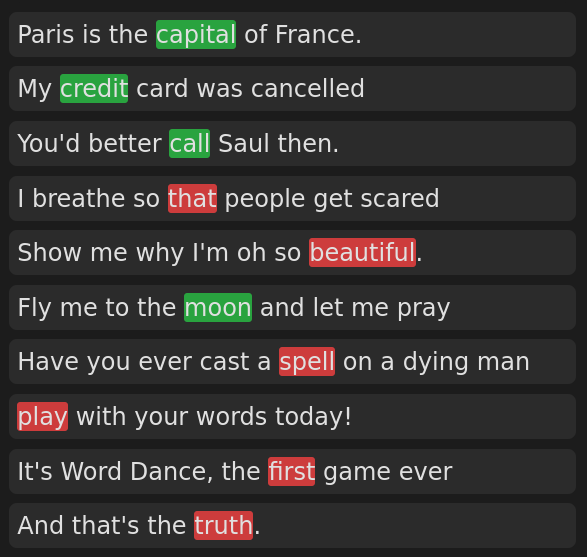 Paris is the capital of France.
My credit card was cancelled
You'd better call Saul then.
I breathe so that people get scared
Show me why I'm oh so beautiful.
Fly me to the moon and let me pray
Have you ever cast a spell on a dying man
play with your words today!
It's Word Dance, the first game ever
And that's the truth.